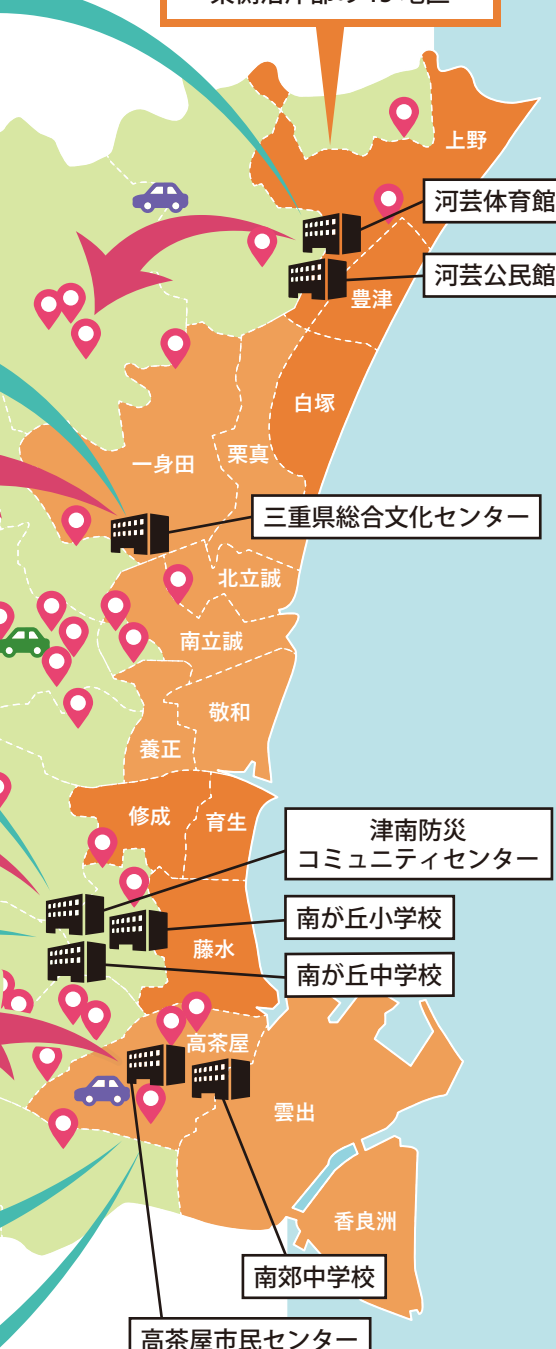 上野
河芸体育館
河芸公民館
豊津
白塚
栗真
一身田
三重県総合文化センター
北立誠
南立誠
敬和
養正
修成
育生
津南防災
コミュニティセンター
南が丘小学校
藤水
南が丘中学校
高茶屋
雲出
香良洲
南郊中学校
高茶屋市民センター